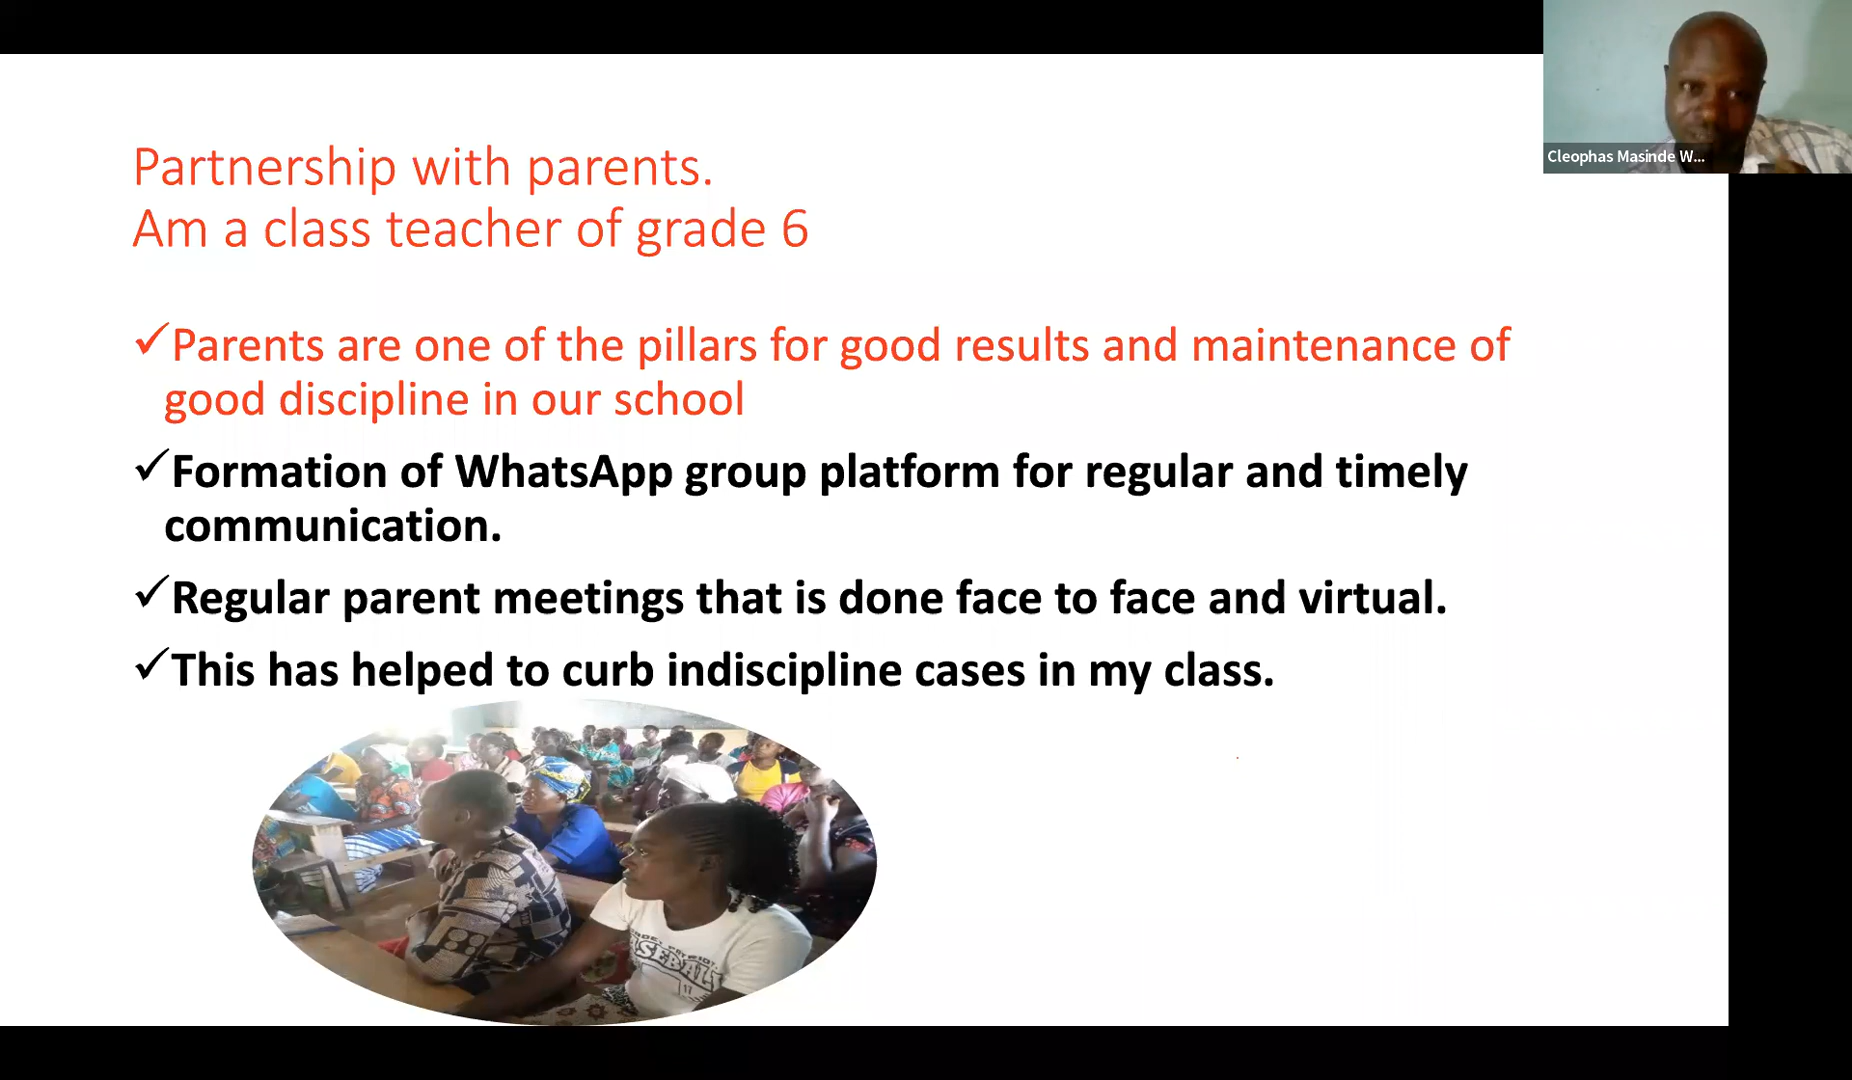 Partnership with parents.
Am a class teacher of grade 6
✓Parents are one of the pillars for good results and maintenance of
good discipline in our school
✓Formation of WhatsApp group platform for regular and timely
communication.
✓Regular parent meetings that is done face to face and virtual.
✓This has helped to curb indiscipline cases in my class.
Cleophas Masinde W...
17